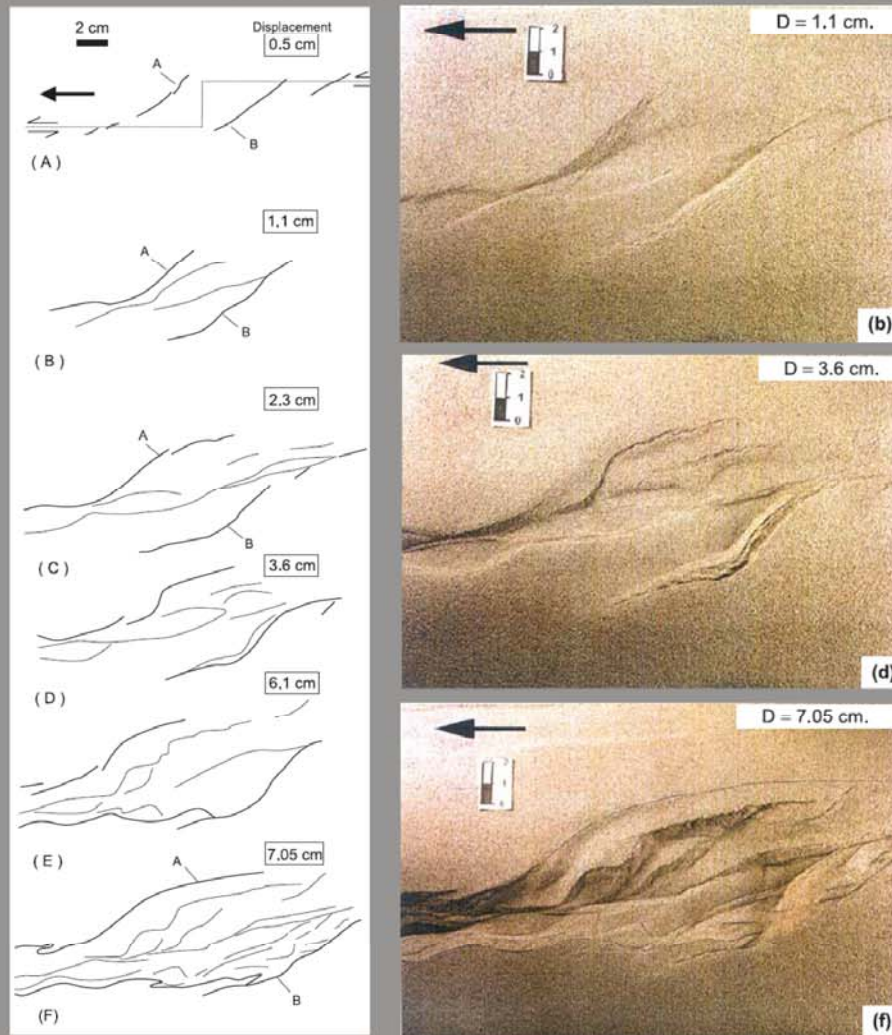 2 cm
Displacement
0.5 cm
A
B
(A)
1.1 cm
A
B
(B)
2.3 cm
A
B
(C)
3.6 cm
(D)
6.1 cm
(E)
7.05 cm
A
B
(F)
D = 1.1 cm.
2
1
0
(b)
D = 3.6 cm.
2
1
0
(d)
D = 7.05 cm.
(f)